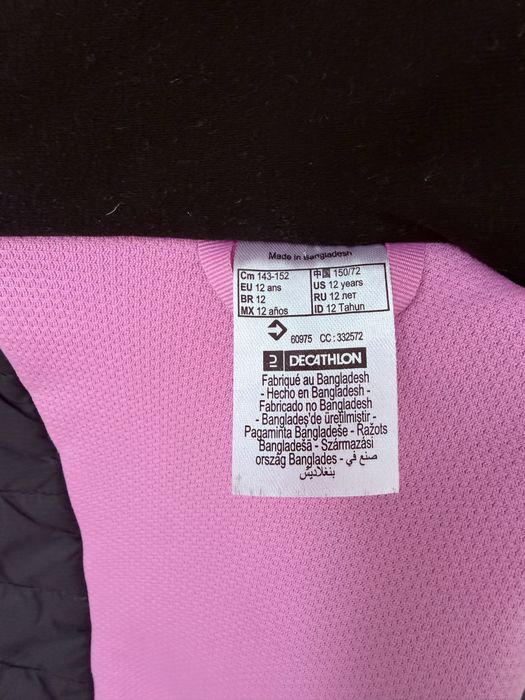 Made in Bangladesh
Cm 143-152 中国 150/72
EU 12 ans US 12 years
BR 12 RU 12 лет
MX 12 años ID 12 Tahun
60975 CC : 332572
DECATHLON
Fabriqué au Bangladesh
- Hecho en Bangladesh -
Fabricado no Bangladesh
- Bangladeş'de üretilmiştir -
Pagaminta Bangladeše - Ražots
Bangladešā - Származási
ország Banglades - صنع في
بنغلاديش